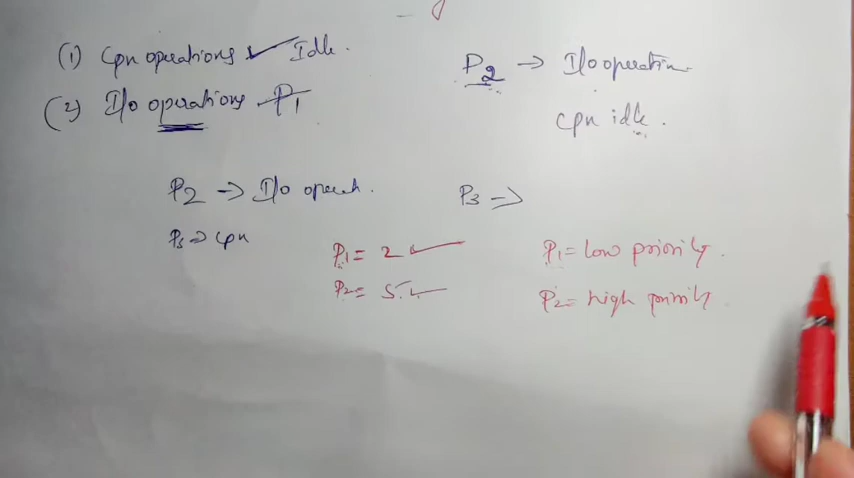 (1) Cpu operations ✓ Idle.
(2) I/o operations P1
P2 → I/o operation
Cpu idle.
P2 → I/o operat.
P3 →
P3 ⇒ cpu
P1 = 2 ✓
P1 = Low priority.
P2 = 5 ✓
P2 = high priority